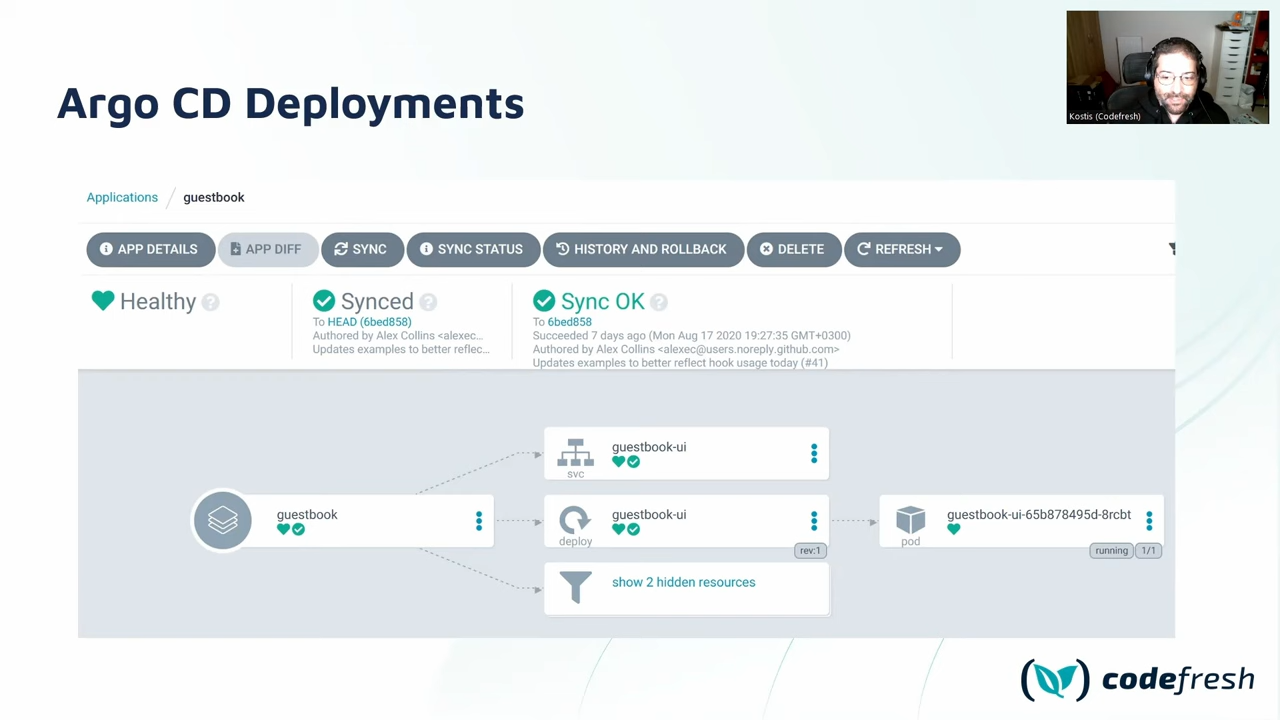 Argo CD Deployments
Kostis (Codefresh)
Applications / guestbook
APP DETAILS
APP DIFF
SYNC
SYNC STATUS
HISTORY AND ROLLBACK
DELETE
REFRESH
Healthy
Synced
To HEAD (6bed858)
Authored by Alex Collins <alexec...
Updates examples to better reflec...
Sync OK
To 6bed858
Succeeded 7 days ago (Mon Aug 17 2020 19:27:35 GMT+0300)
Authored by Alex Collins <alexec@users.noreply.github.com>
Updates examples to better reflect hook usage today (#41)
guestbook
guestbook-ui
svc
guestbook-ui
deploy
rev:1
show 2 hidden resources
guestbook-ui-65b878495d-8rcbt
pod
running
1/1
codefresh